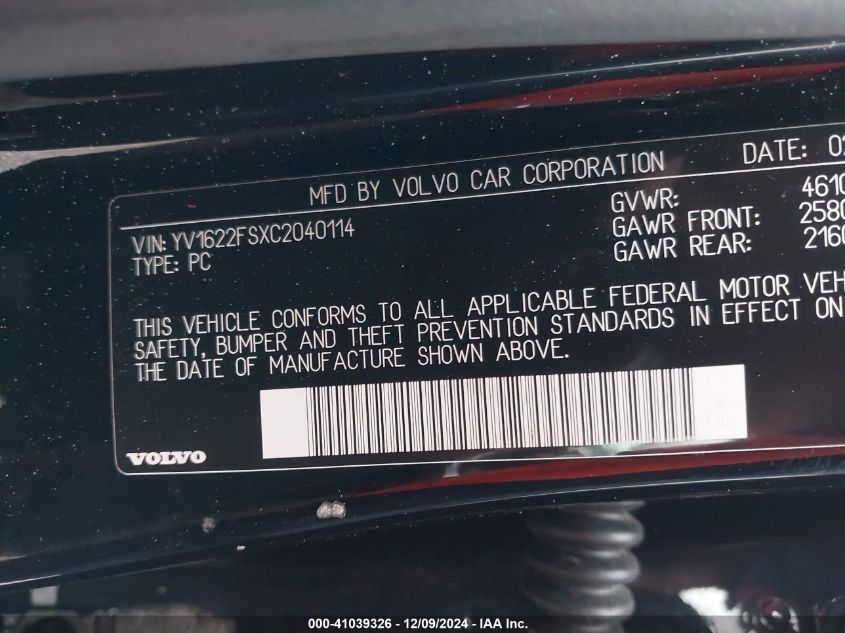 MFD BY VOLVO CAR CORPORATION DATE: 02
VIN: YV1622FSXC2040114
TYPE: PC
GVWR: 4610
GAWR FRONT: 2580
GAWR REAR: 2160
THIS VEHICLE CONFORMS TO ALL APPLICABLE FEDERAL MOTOR VEH
SAFETY, BUMPER AND THEFT PREVENTION STANDARDS IN EFFECT ON
THE DATE OF MANUFACTURE SHOWN ABOVE.
VOLVO
000-41039326 - 12/09/2024 - IAA Inc.